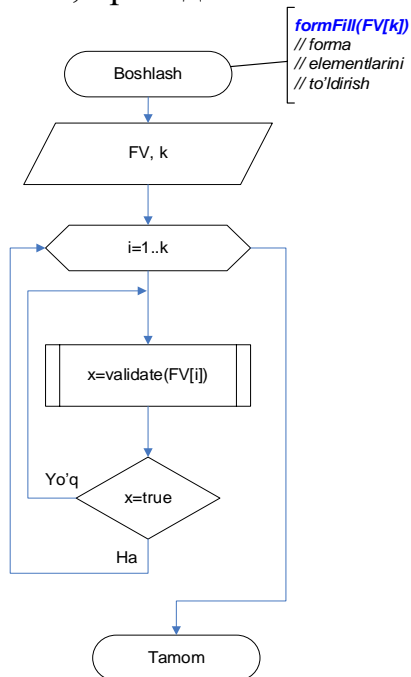 formFill(FV[k])
// forma
// elementlarini
// to'ldirish
Boshlash
FV, k
i=1..k
x=validate(FV[i])
Yo'q
x=true
Ha
Tamom